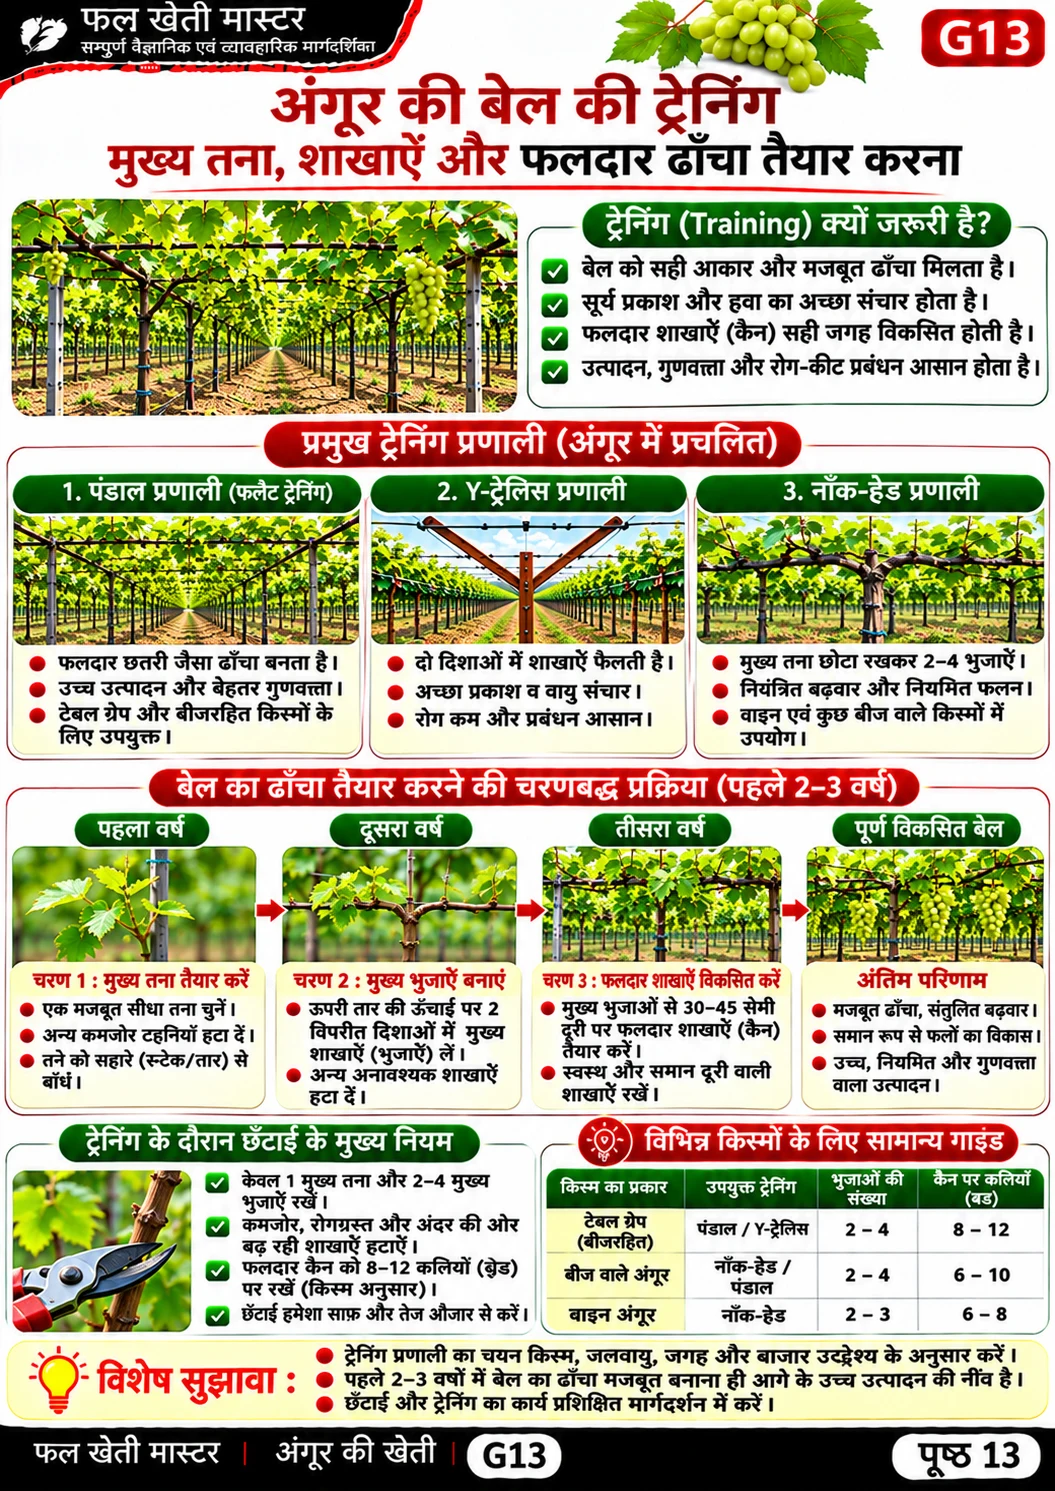 फल खेती मास्टर
सम्पुर्ण वैज्ञानिक एवं व्यावहारिक मार्गदर्शिका
G13
अंगूर की बेल की ट्रेनिंग
मुख्य तना, शाखाऐं और फलदार ढाँचा तैयार करना
ट्रेनिंग (Training) क्यों जरूरी है?
बेल को सही आकार और मजबूत ढाँचा मिलता है।
सूर्य प्रकाश और हवा का अच्छा संचार होता है।
फलदार शाखाऐं (कैन) सही जगह विकसित होती है।
उत्पादन, गुणवत्ता और रोग-कीट प्रबंधन आसान होता है।
प्रमुख ट्रेनिंग प्रणाली (अंगूर में प्रचलित)
1. पंडाल प्रणाली (फलैट ट्रेनिंग)
फलदार छतरी जैसा ढाँचा बनता है।
उच्च उत्पादन और बेहतर गुणवत्ता।
टेबल ग्रेप और बीजरहित किस्मों के
लिए उपयुक्त।
2. Y-ट्रेलिस प्रणाली
दो दिशाओं में शाखाऐं फैलती है।
अच्छा प्रकाश व वायु संचार।
रोग कम और प्रबंधन आसान।
3. नॉंक-हेड प्रणाली
मुख्य तना छोटा रखकर 2-4 भुजाऐं।
नियंत्रित बढ़वार और नियमित फलन।
वाइन एवं कुछ बीज वाले किस्मों में
उपयोग।
बेल का ढाँचा तैयार करने की चरणबद्ध प्रक्रिया (पहले 2-3 वर्ष)
पहला वर्ष
चरण 1 : मुख्य तना तैयार करें
एक मजबूत सीधा तना चुनें।
अन्य कमजोर टहनियाँ हटा दें।
तने को सहारे (स्टेक/तार) से
बाँधं।
दूसरा वर्ष
चरण 2 : मुख्य भुजाऐं बनाएं
ऊपरी तार की ऊँचाई पर 2
विपरीत दिशाओं में मुख्य
शाखाऐं (भुजाऐं) लें।
अन्य अनावश्यक शाखाऐं
हटा दें।
तीसरा वर्ष
चरण 3 : फलदार शाखाऐं विकसित करें
मुख्य भुजाओं से 30-45 सेमी
दूरी पर फलदार शाखाऐं (कैन)
तैयार करें।
स्वस्थ और समान दूरी वाली
शाखाऐं रखें।
पूर्ण विकसित बेल
अंतिम परिणाम
मजबूत ढाँचा, संतुलित बढ़वार।
समान रूप से फलों का विकास।
उच्च, नियमित और गुणवत्ता
वाला उत्पादन।
ट्रेनिंग के दौरान छँटाई के मुख्य नियम
केवल 1 मुख्य तना और 2-4 मुख्य
भुजाऐं रखें।
कमजोर, रोगग्रस्त और अंदर की ओर
बढ़ रही शाखाऐं हटाऐं।
फलदार कैन को 8-12 कलियों
पर रखें (किस्म अनुसार)।
छँटाई हमेशा साफ़ और तेज औजार से करें।
विभिन्न किस्मों के लिए सामान्य गाइंड
किस्म का प्रकार उपयुक्त ट्रेनिंग भुजाओं की संख्या कैन पर कलियों (बड)
टेबल ग्रेप (बीजरहित) पंडाल / Y-ट्रेलिस 2 - 4 8 - 12
बीज वाले अंगूर नॉंक-हेड / पंडाल 2 - 4 6 - 10
बाइन अंगूर नॉंक-हेड 2 - 3 6 - 8
विशेष सुझावा :
ट्रेनिंग प्रणाली का चयन किस्म, जलवायु, जगह और बाजार के अनुसार करें।
पहले 2-3 वर्षो में बेल का ढाँचा मजबूत बनाना ही आगे के उच्च उत्पादन की नींव है।
छँटाई और ट्रेनिंग का कार्य प्रशिक्षित मार्गदर्शन में करें।
फल खेती मास्टर | अंगूर की खेती | G13
पृष्ठ 13